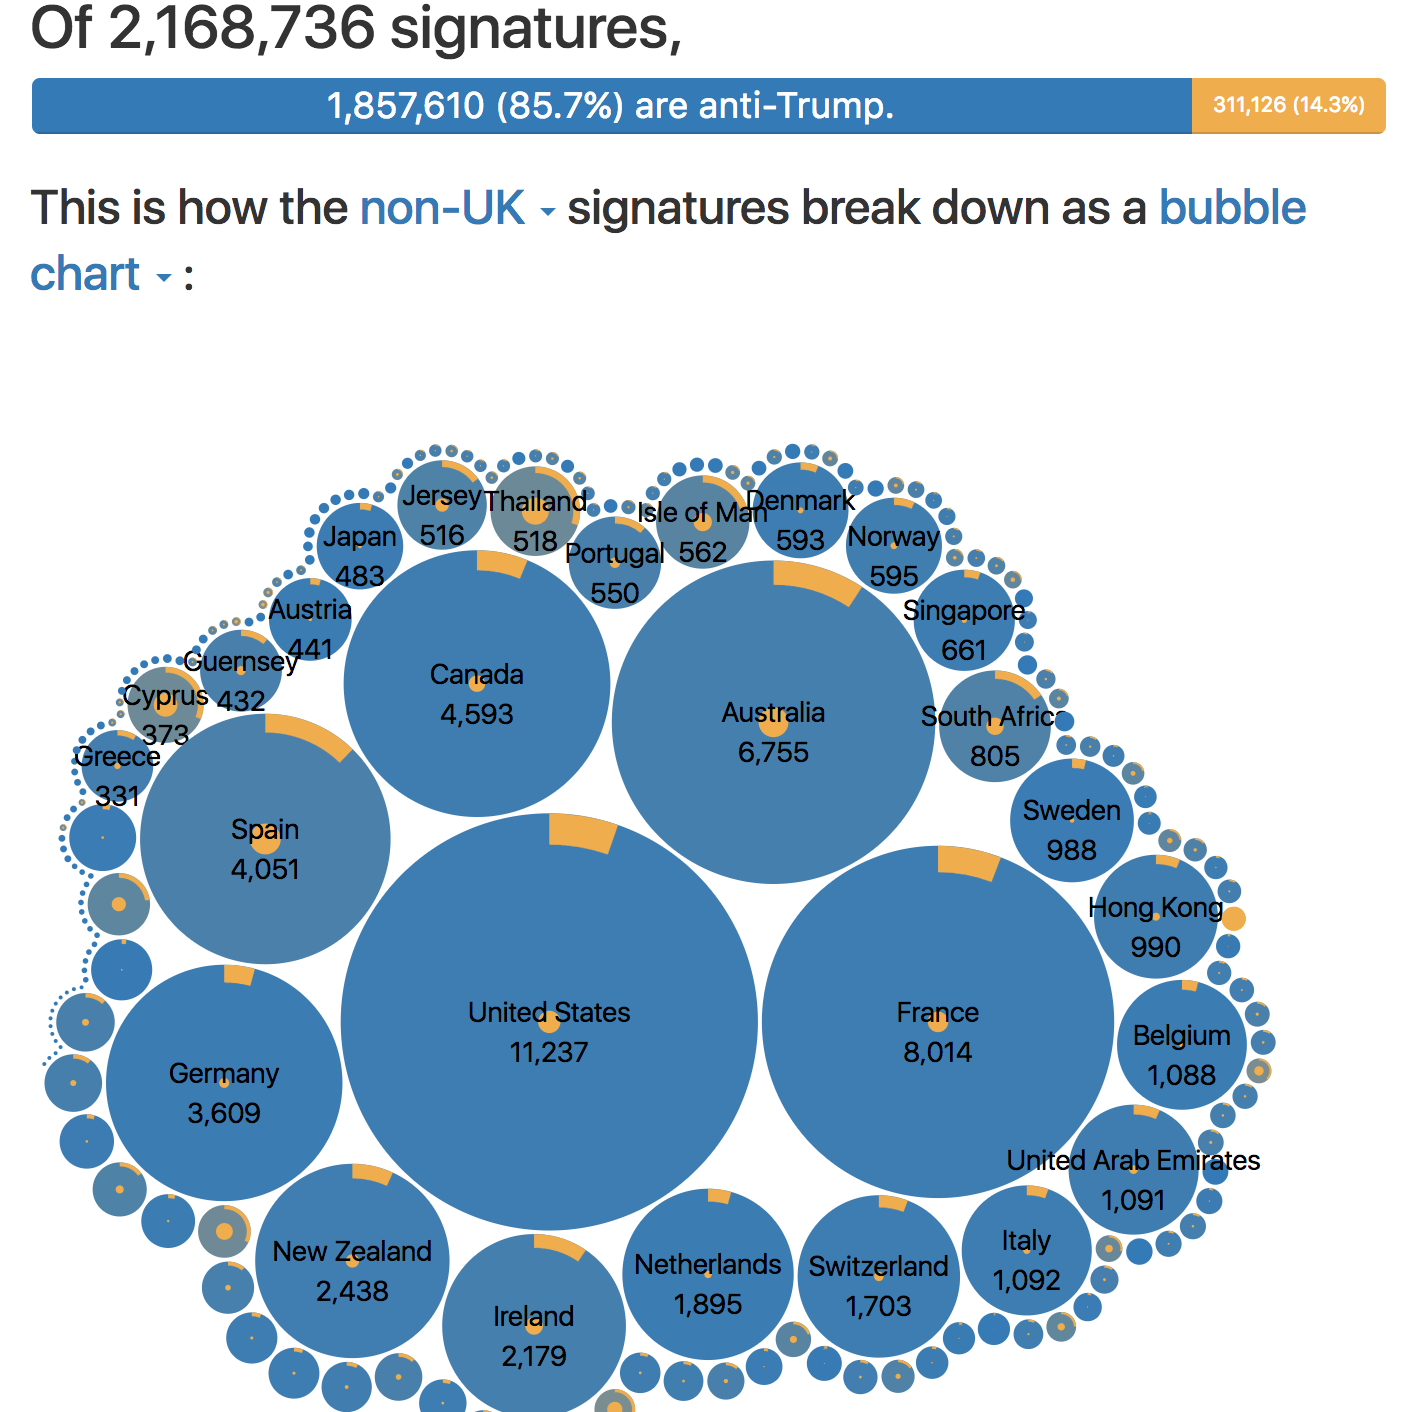 Of 2,168,736 signatures,
1,857,610 (85.7%) are anti-Trump.
311,126 (14.3%)
This is how the non-UK signatures break down as a bubble
chart :
Jersey
516
Thailand
518
Isle of Man
562
Denmark
593
Japan
483
Portugal
550
Norway
595
Austria
441
Singapore
661
Guernsey
432
Canada
4,593
Cyprus
373
Australia
6,755
South Afric
805
Greece
331
Spain
4,051
Sweden
988
Hong Kong
990
United States
11,237
France
8,014
Belgium
1,088
Germany
3,609
United Arab Emirates
1,091
New Zealand
2,438
Netherlands
1,895
Switzerland
1,703
Italy
1,092
Ireland
2,179